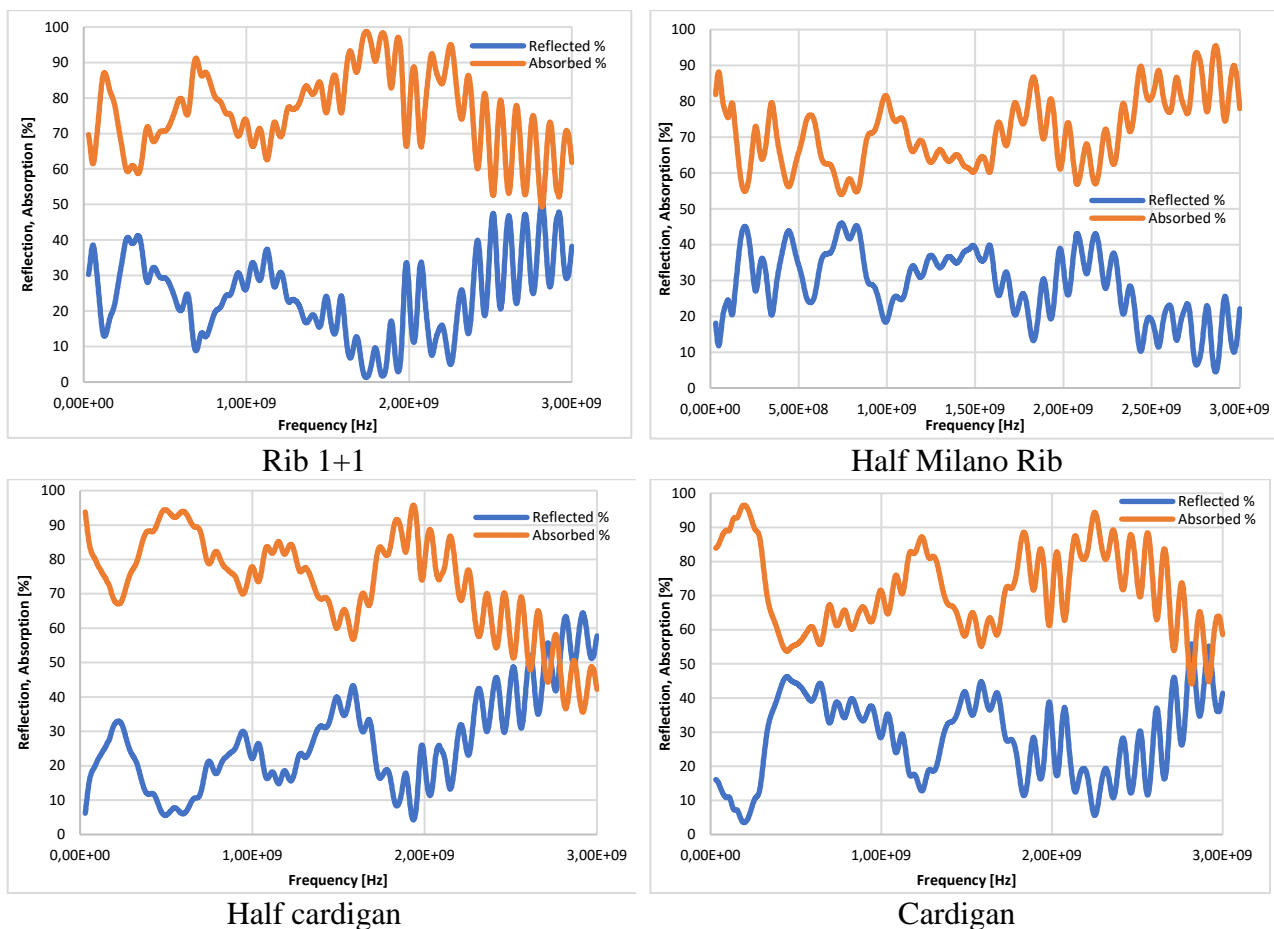 100
90
80
70
60
50
40
30
20
10
0
Reflection, Absorption [%]
Reflected %
Absorbed %
0,00E+00 1,00E+09 2,00E+09 3,00E+09
Frequency [Hz]
Rib 1+1
100
90
80
70
60
50
40
30
20
10
0
Reflection, Absorption [%]
Reflected %
Absorbed %
0,00E+00 5,00E+08 1,00E+09 1,50E+09 2,00E+09 2,50E+09 3,00E+09
Frequency [Hz]
Half Milano Rib
100
90
80
70
60
50
40
30
20
10
0
Reflection, Absorption [%]
Reflected %
Absorbed %
0,00E+00 1,00E+09 2,00E+09 3,00E+09
Frequency [Hz]
Half cardigan
100
90
80
70
60
50
40
30
20
10
0
Reflection, Absorption [%]
Reflected %
Absorbed %
0,00E+00 1,00E+09 2,00E+09 3,00E+09
Frequency [Hz]
Cardigan